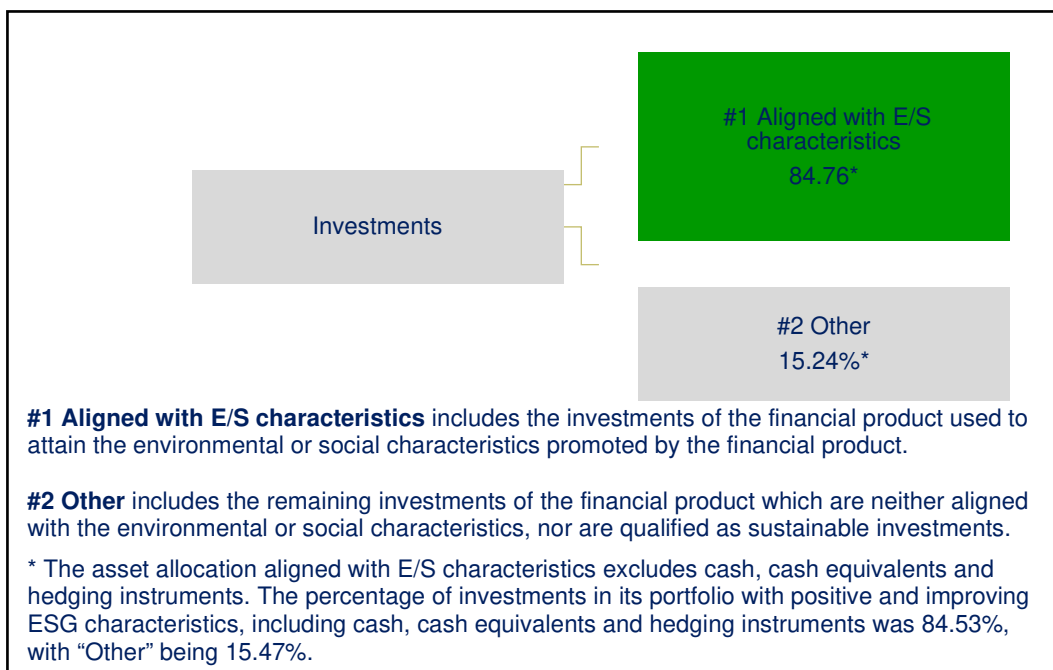 #1 Aligned with E/S
characteristics
84.76*
Investments
#2 Other
15.24%*
#1 Aligned with E/S characteristics includes the investments of the financial product used to
attain the environmental or social characteristics promoted by the financial product.
#2 Other includes the remaining investments of the financial product which are neither aligned
with the environmental or social characteristics, nor are qualified as sustainable investments.
* The asset allocation aligned with E/S characteristics excludes cash, cash equivalents and
hedging instruments. The percentage of investments in its portfolio with positive and improving
ESG characteristics, including cash, cash equivalents and hedging instruments was 84.53%,
with “Other” being 15.47%.